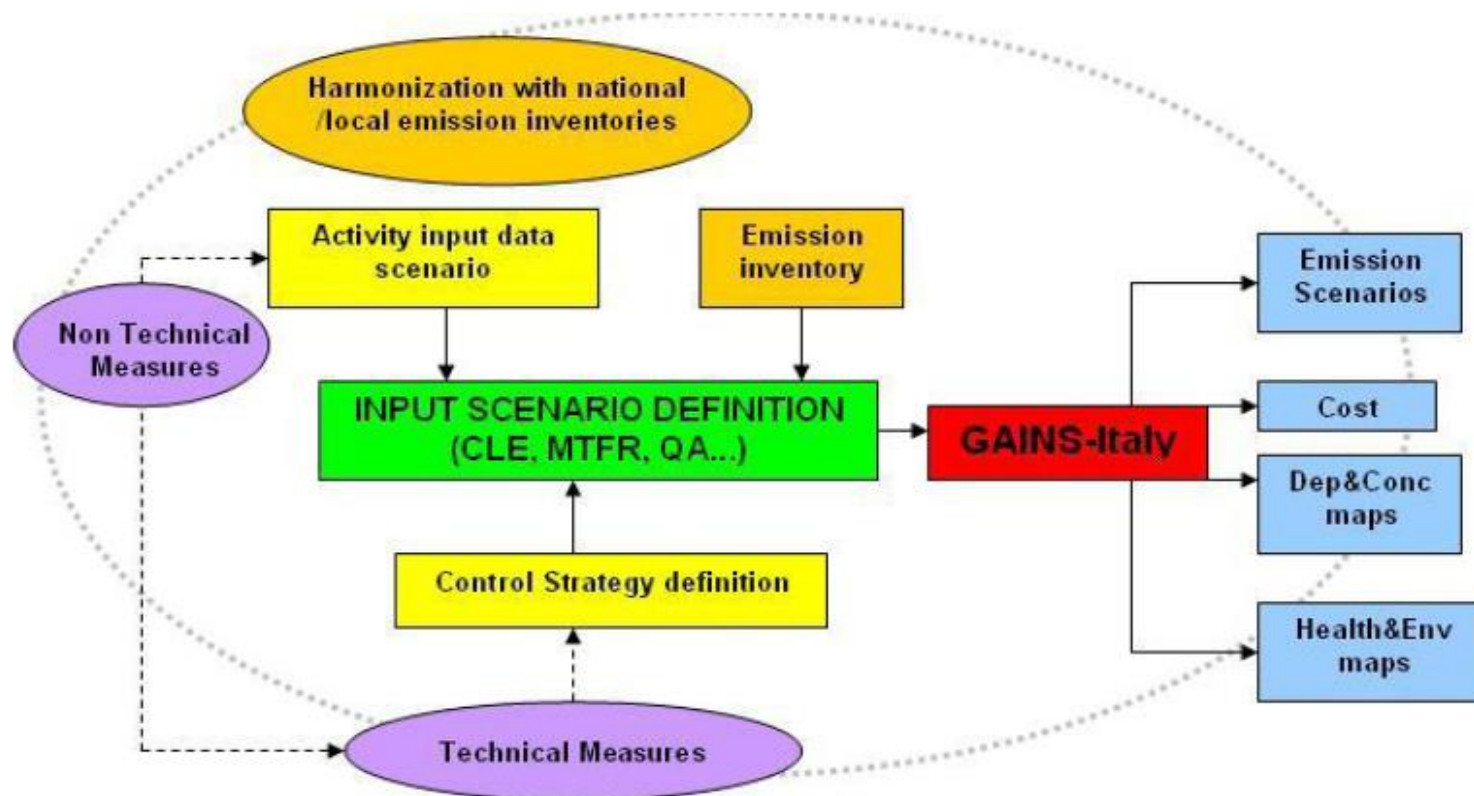 Harmonization with national
/local emission inventories
Activity input data
scenario
Emission
inventory
Emission
Scenarios
Non Technical
Measures
INPUT SCENARIO DEFINITION
(CLE, MTFR, QA...)
GAINS-Italy
Cost
Dep&Conc
maps
Control Strategy definition
Health&Env
maps
Technical Measures